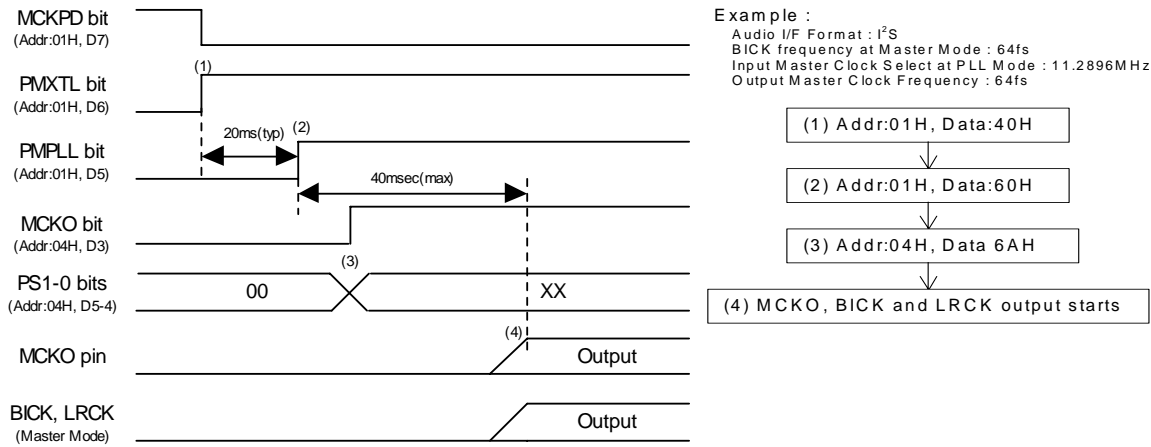 MCKPD bit
(Addr:01H, D7)
(1)
PMXTL bit
(Addr:01H, D6)
20ms(typ)
(2)
PMPLL bit
(Addr:01H, D5)
40msec(max)
MCKO bit
(Addr:04H, D3)
(3)
PS1-0 bits
(Addr:04H, D5-4)
00
XX
(4)
MCKO pin
Output
BICK, LRCK
(Master Mode)
Output
Example :
Audio I/F Format : I²S
BICK frequency at Master Mode : 64fs
Input Master Clock Select at PLL Mode : 11.2896MHz
Output Master Clock Frequency : 64fs
(1) Addr:01H, Data:40H
(2) Addr:01H, Data:60H
(3) Addr:04H, Data 6AH
(4) MCKO, BICK and LRCK output starts